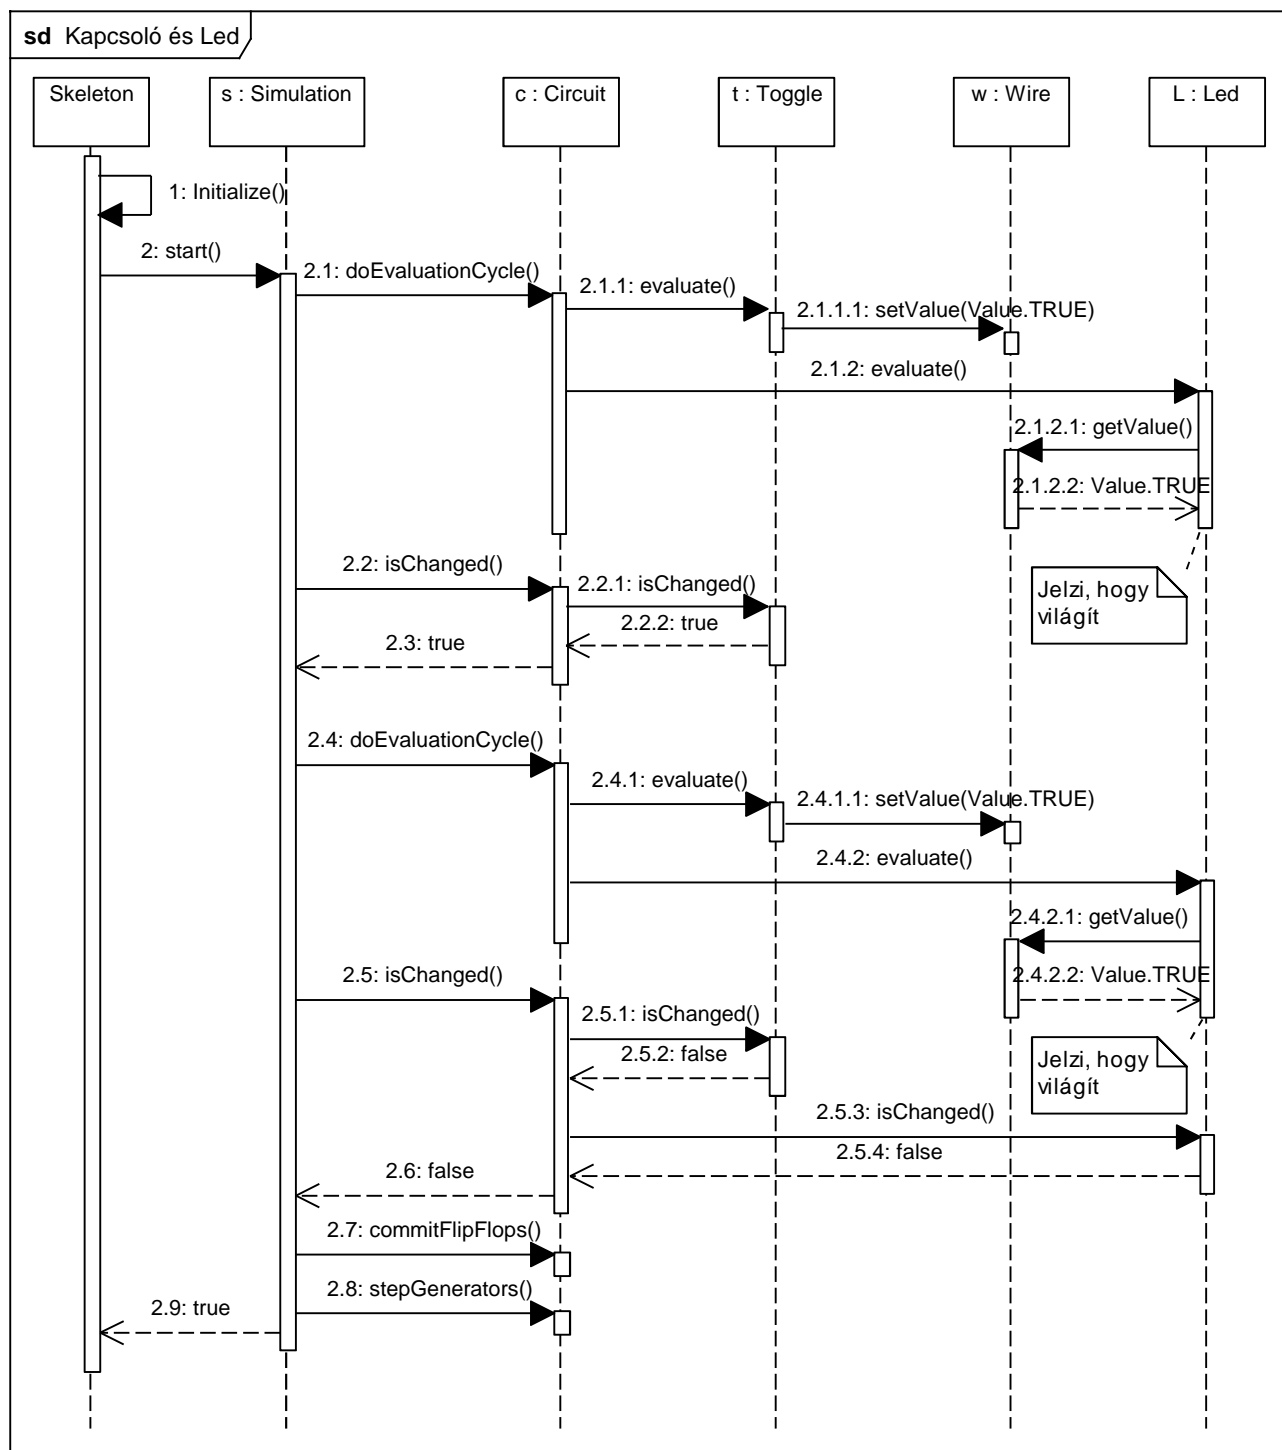 sd Kapcsoló és Led
Skeleton
s : Simulation
c : Circuit
t : Toggle
w : Wire
L : Led
1: Initialize()
2: start()
2.1: doEvaluationCycle()
2.1.1: evaluate()
2.1.1.1: setValue(Value.TRUE)
2.1.2: evaluate()
2.1.2.1: getValue()
2.1.2.2: Value.TRUE
2.2: isChanged()
2.2.1: isChanged()
Jelzi, hogy
világít
2.2.2: true
2.3: true
2.4: doEvaluationCycle()
2.4.1: evaluate()
2.4.1.1: setValue(Value.TRUE)
2.4.2: evaluate()
2.4.2.1: getValue()
2.4.2.2: Value.TRUE
2.5: isChanged()
2.5.1: isChanged()
2.5.2: false
Jelzi, hogy
világít
2.5.3: isChanged()
2.5.4: false
2.6: false
2.7: commitFlipFlops()
2.8: stepGenerators()
2.9: true